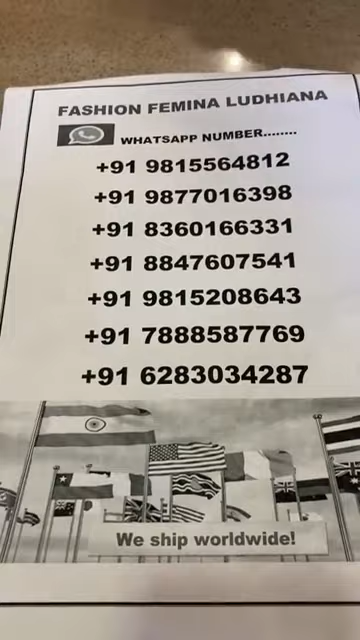 FASHION FEMINA LUDHIANA
WHATSAPP NUMBER........
+91 9815564812
+91 9877016398
+91 8360166331
+91 8847607541
+91 9815208643
+91 7888587769
+91 6283034287
We ship worldwide!